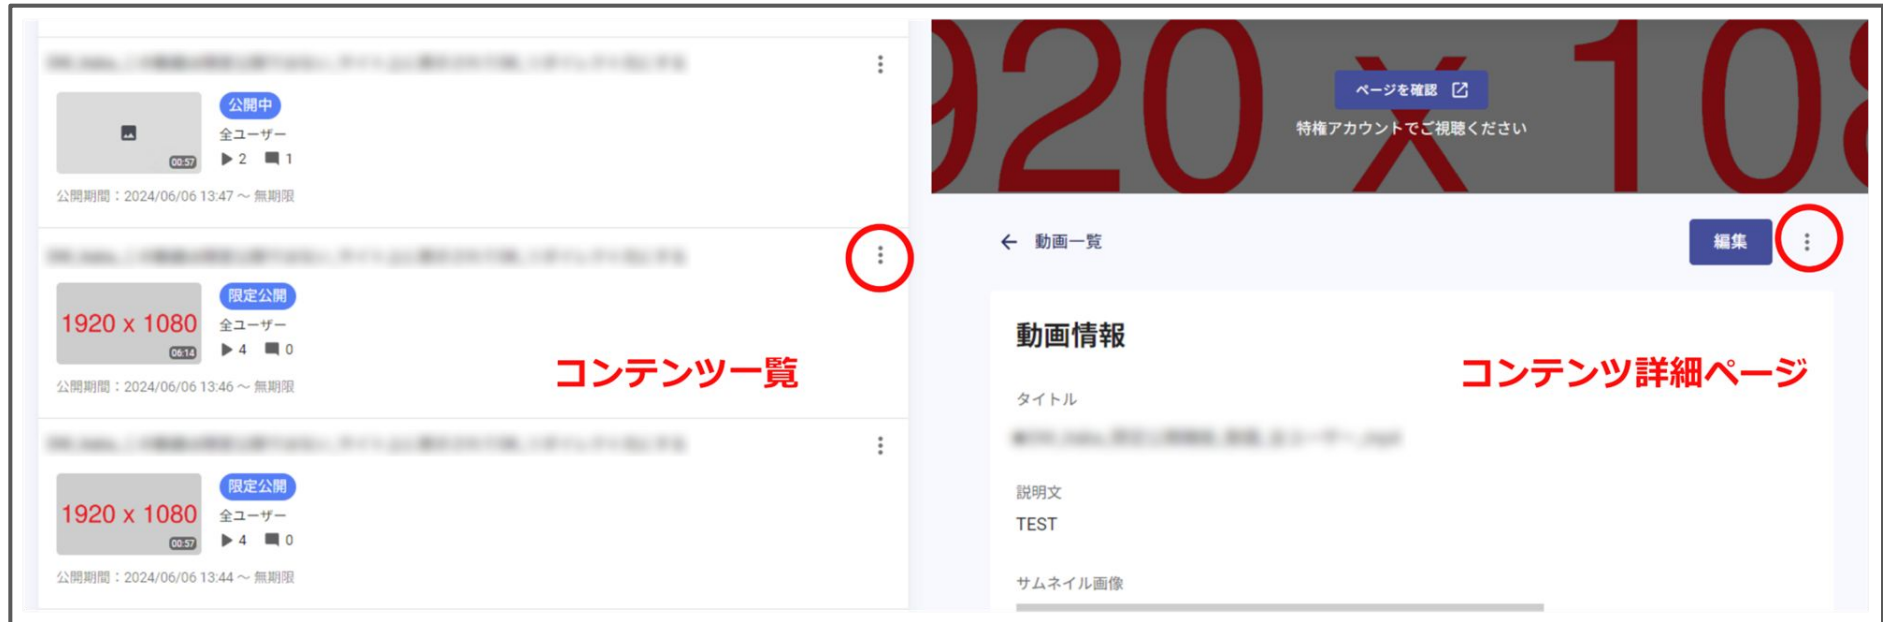 公開中
全ユーザー
00:57
2 1
公開期間：2024/06/06 13:47 ～ 無期限
限定公開
1920 x 1080
全ユーザー
06:14
4 0
公開期間：2024/06/06 13:46 ～ 無期限
コンテンツ一覧
限定公開
1920 x 1080
全ユーザー
00:57
4 0
公開期間：2024/06/06 13:44 ～ 無期限
920 x 108
ページを確認
特権アカウントでご視聴ください
動画一覧
編集
動画情報
コンテンツ詳細ページ
タイトル
説明文
TEST
サムネイル画像